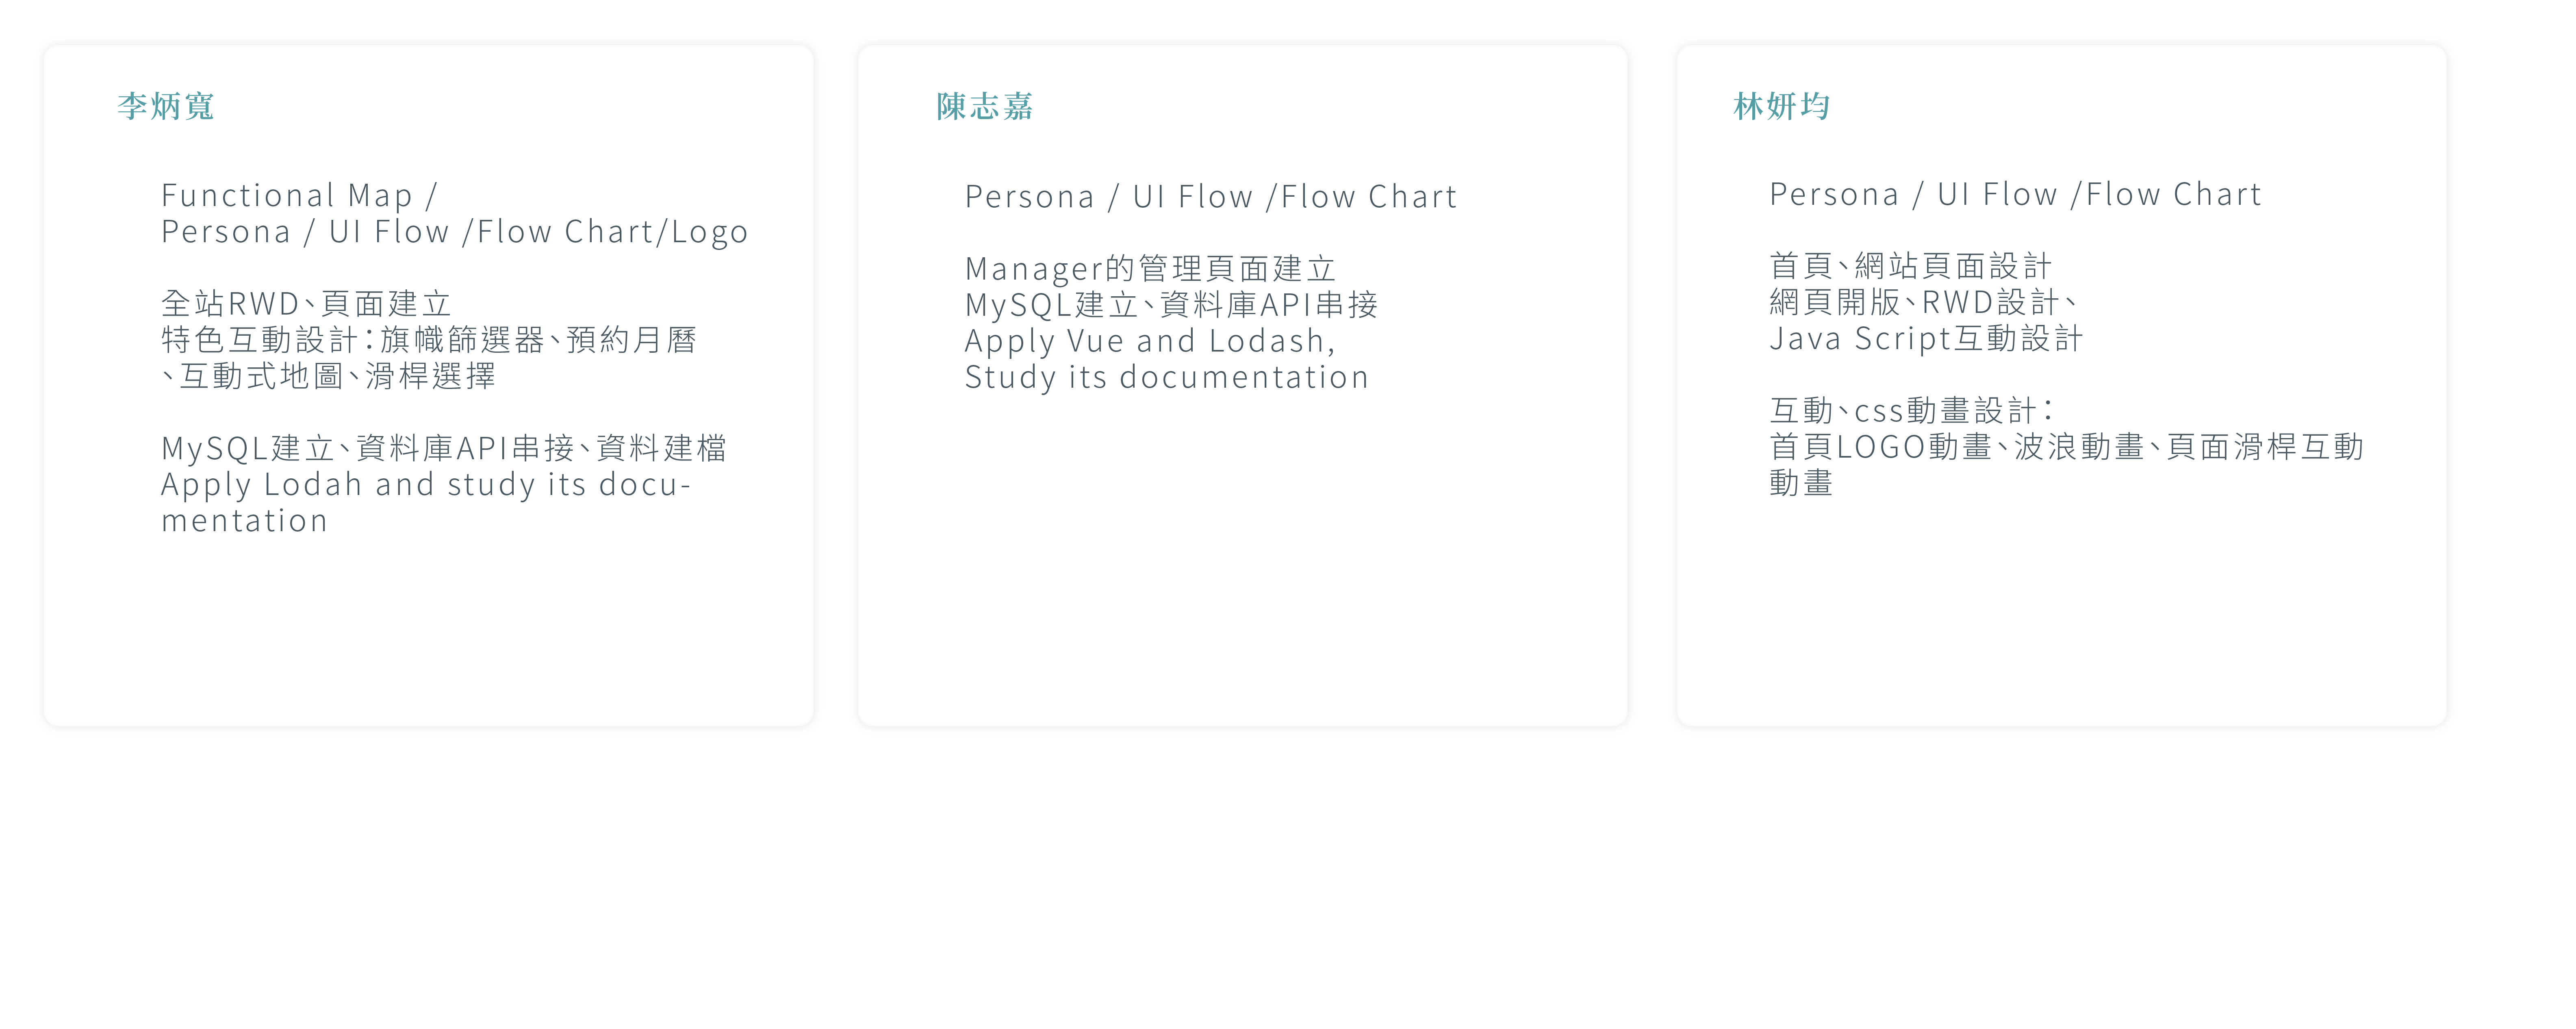 李炳寬
Functional Map /
Persona / UI Flow /Flow Chart/Logo
全站RWD、頁面建立
特色互動設計：旗幟篩選器、預約月曆
、互動式地圖、滑桿選擇
MySQL建立、資料庫API串接、資料建檔
Apply Lodah and study its docu-
mentation
陳志嘉
Persona / UI Flow /Flow Chart
Manager的管理頁面建立
MySQL建立、資料庫API串接
Apply Vue and Lodash,
Study its documentation
林妍均
Persona / UI Flow /Flow Chart
首頁、網站頁面設計
網頁開版、RWD設計、
Java Script互動設計
互動、css動畫設計：
首頁LOGO動畫、波浪動畫、頁面滑桿互動
動畫